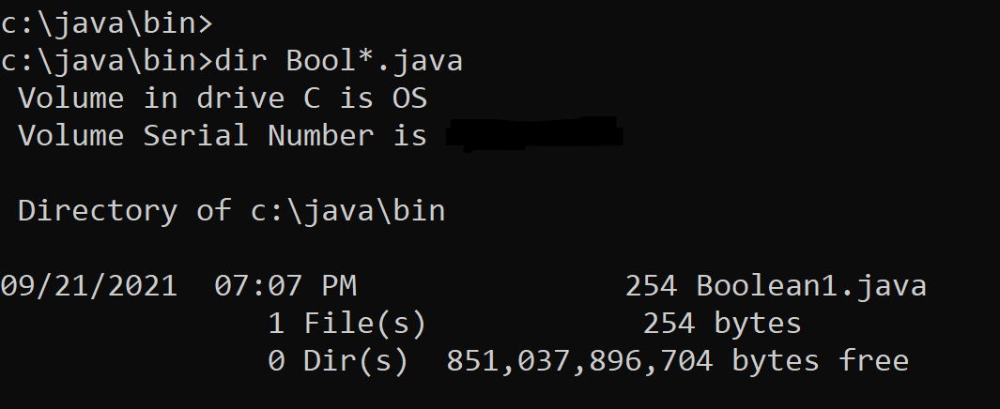 c:\java\bin>
c:\java\bin>dir Bool*.java
 Volume in drive C is OS
 Volume Serial Number is

 Directory of c:\java\bin

09/21/2021  07:07 PM               254 Boolean1.java
               1 File(s)            254 bytes
               0 Dir(s)  851,037,896,704 bytes free